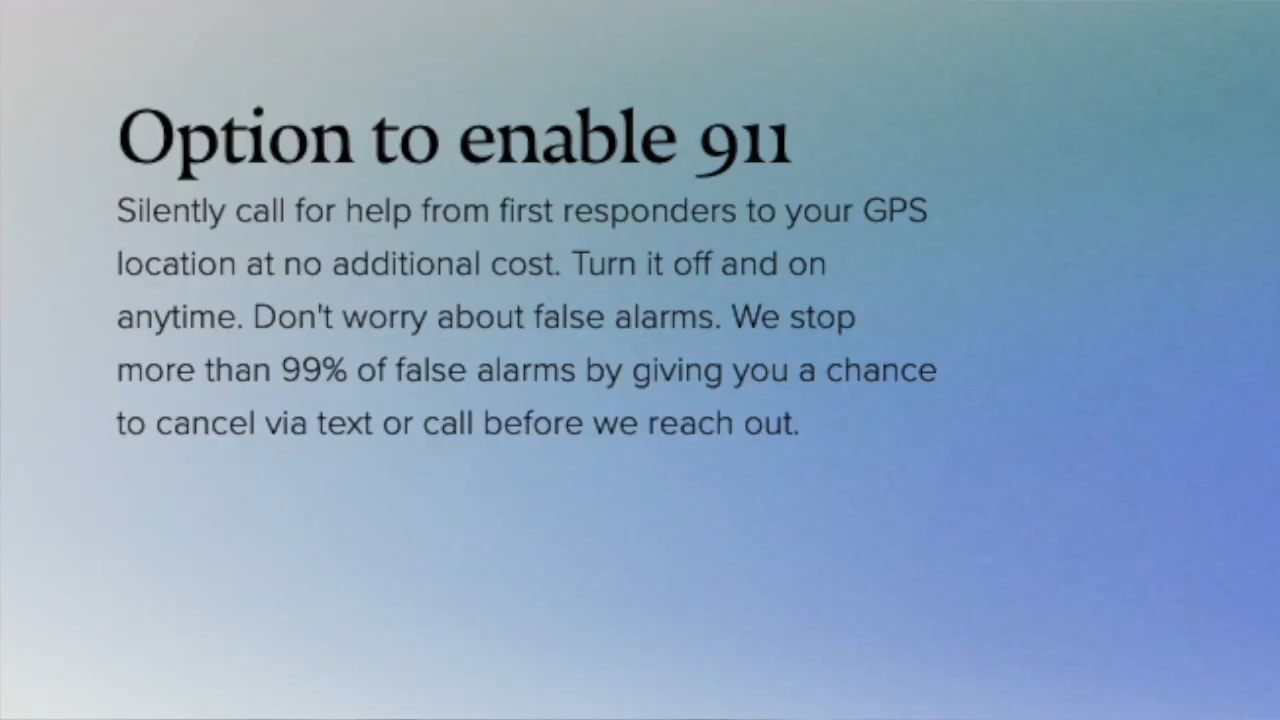 Option to enable 911
Silently call for help from first responders to your GPS
location at no additional cost. Turn it off and on
anytime. Don't worry about false alarms. We stop
more than 99% of false alarms by giving you a chance
to cancel via text or call before we reach out.